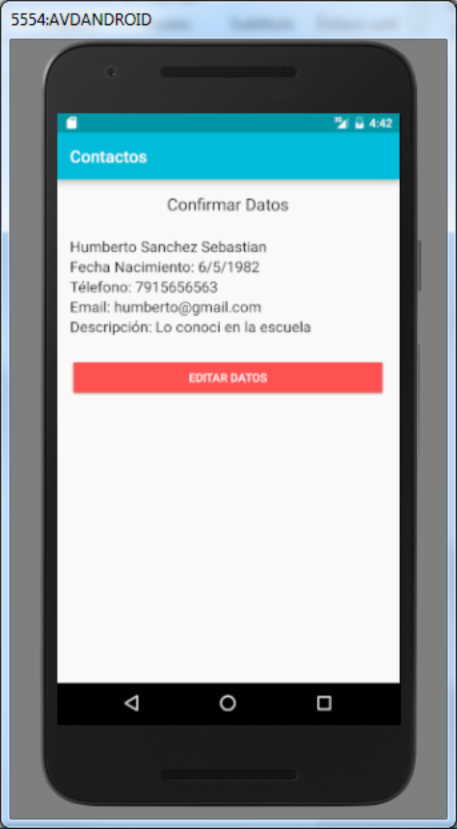 5554:AVDANDROID
4:42
Contactos
Confirmar Datos
Humberto Sanchez Sebastian
Fecha Nacimiento: 6/5/1982
Télefono: 7915656563
Email: humberto@gmail.com
Descripción: Lo conoci en la escuela
EDITAR DATOS